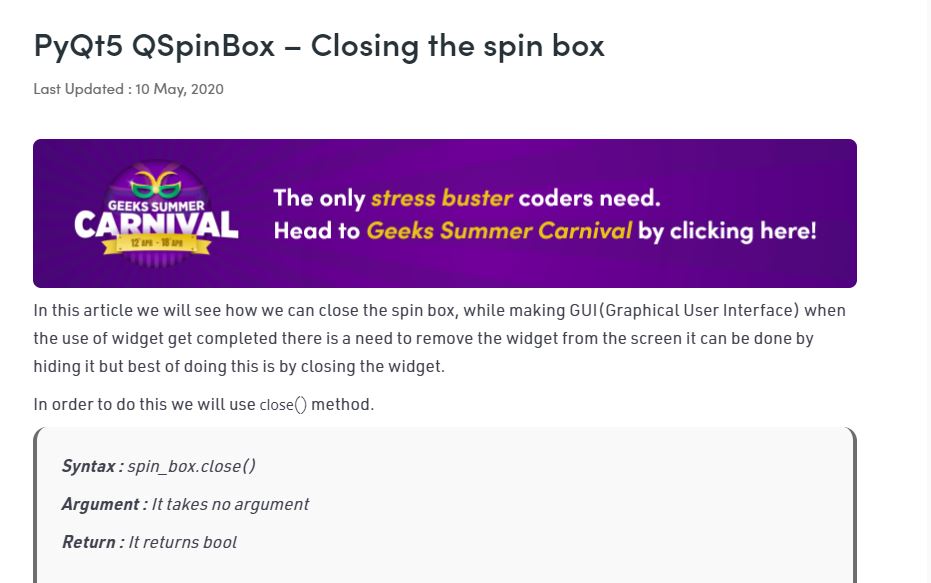 PyQt5 QSpinBox – Closing the spin box
Last Updated : 10 May, 2020
GEEKS SUMMER
CARNIVAL
12 APR - 18 APR
The only stress buster coders need.
Head to Geeks Summer Carnival by clicking here!
In this article we will see how we can close the spin box, while making GUI(Graphical User Interface) when
the use of widget get completed there is a need to remove the widget from the screen it can be done by
hiding it but best of doing this is by closing the widget.
In order to do this we will use close() method.
Syntax : spin_box.close()
Argument : It takes no argument
Return : It returns bool